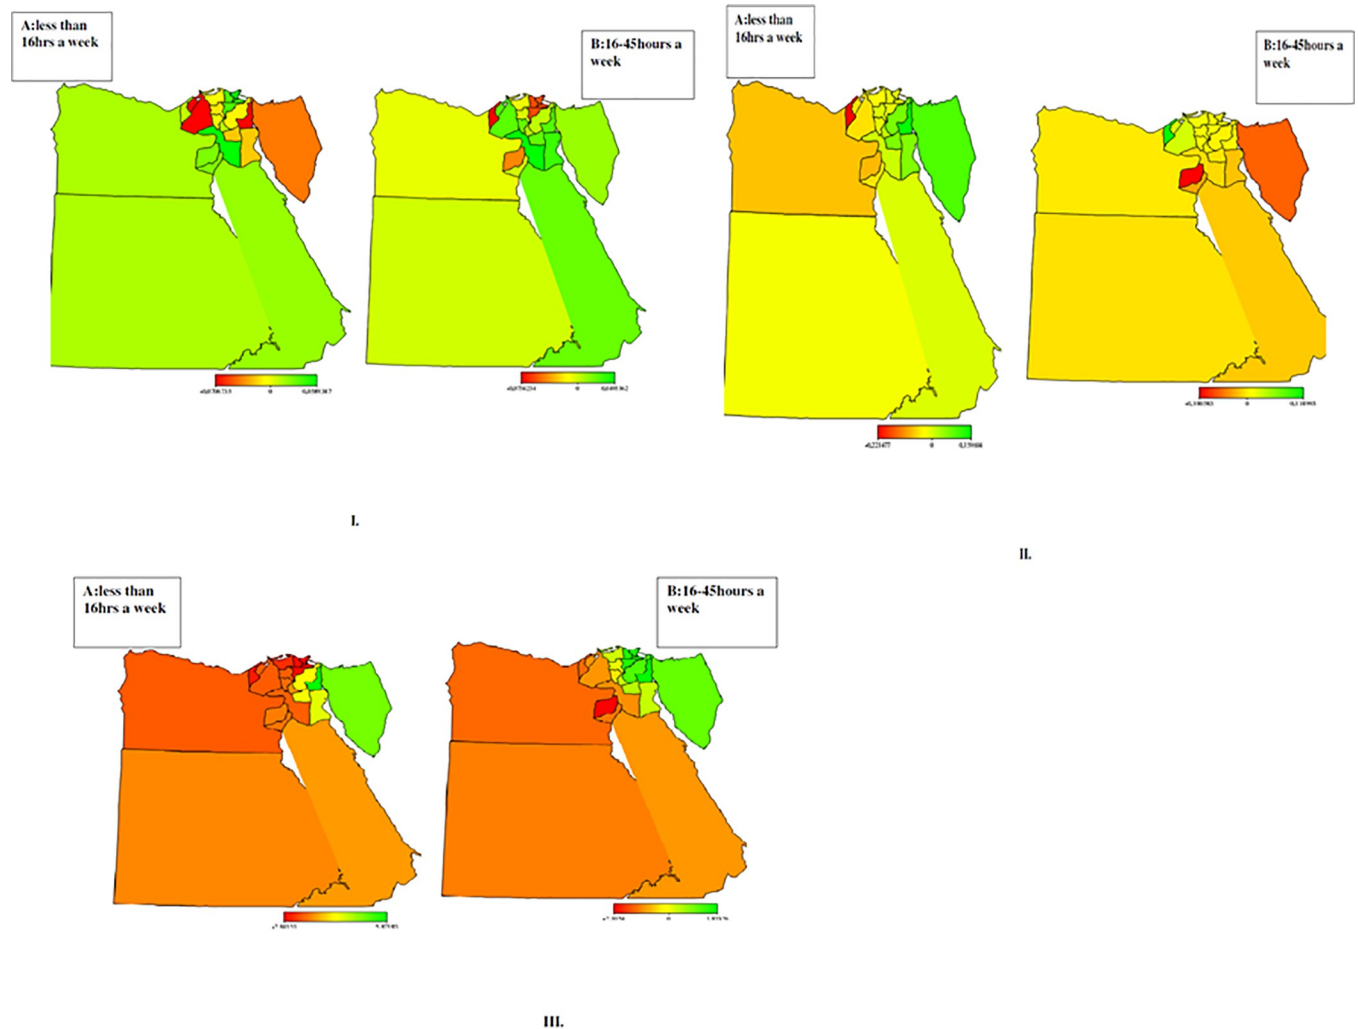 A:less than
16hrs a week
B:16-45hours a
week
A:less than
16hrs a week
B:16-45hours a
week
0
0
0
0
I.
II.
A:less than
16hrs a week
B:16-45hours a
week
0
III.